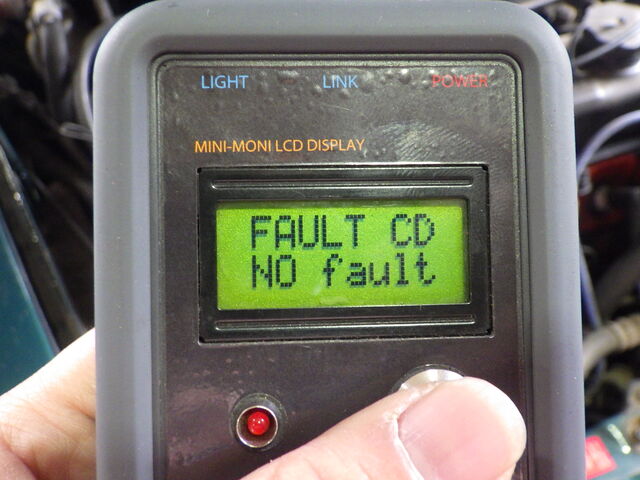 LIGHT LINK POWER
MINI-MONI LCD DISPLAY
FAULT CD
NO fault